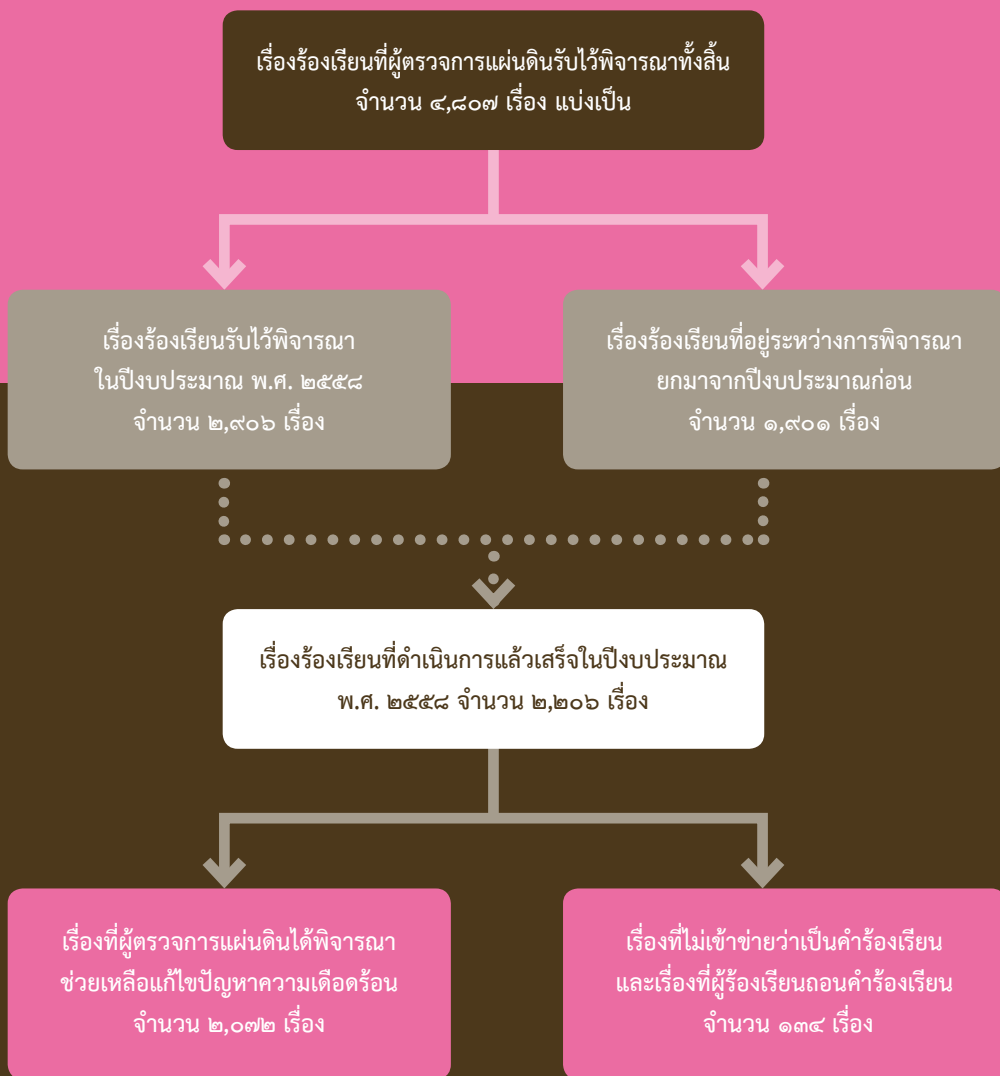 เรื่องร้องเรียนที่ผู้ตรวจการแผ่นดินรับไว้พิจารณาทั้งสิ้น
จำนวน ๔,๘๐๗ เรื่อง แบ่งเป็น
เรื่องร้องเรียนรับไว้พิจารณา
ในปีงบประมาณ พ.ศ. ๒๕๕๘
จำนวน ๒,๙๐๖ เรื่อง
เรื่องร้องเรียนที่อยู่ระหว่างการพิจารณา
ยกมาจากปีงบประมาณก่อน
จำนวน ๑,๙๐๑ เรื่อง
เรื่องร้องเรียนที่ดำเนินการแล้วเสร็จในปีงบประมาณ
พ.ศ. ๒๕๕๘ จำนวน ๒,๒๐๖ เรื่อง
เรื่องที่ผู้ตรวจการแผ่นดินได้พิจารณา
ช่วยเหลือแก้ไขปัญหาความเดือดร้อน
จำนวน ๒,๐๗๒ เรื่อง
เรื่องที่ไม่เข้าข่ายว่าเป็นคำร้องเรียน
และเรื่องที่ผู้ร้องเรียนถอนคำร้องเรียน
จำนวน ๑๓๔ เรื่อง